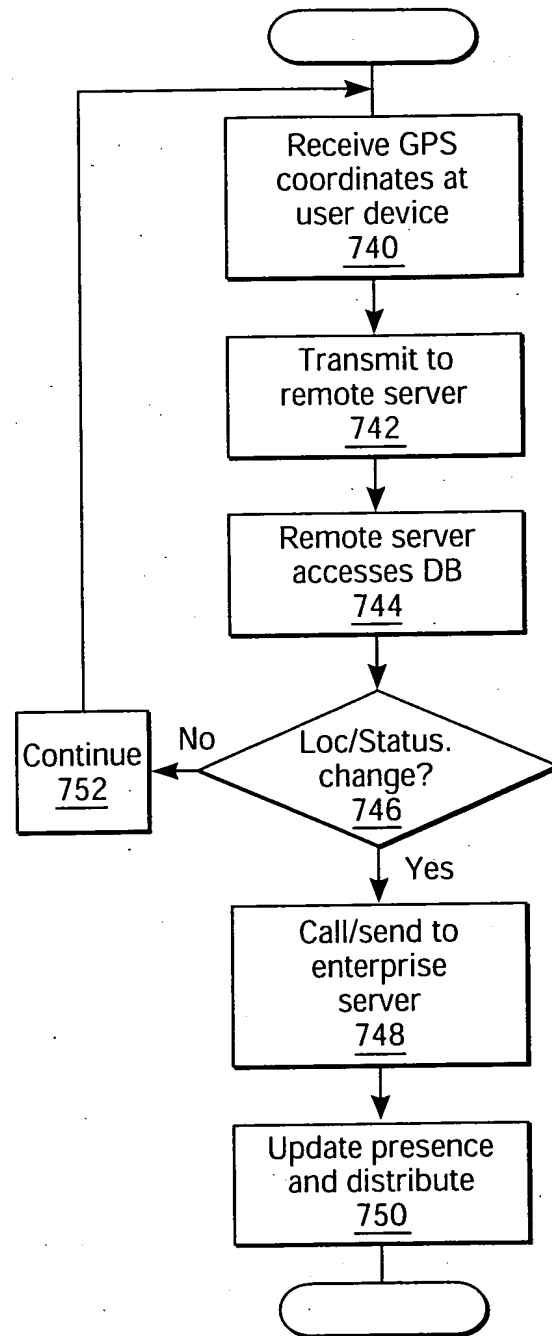 Receive GPS
coordinates at
user device
740
Transmit to
remote server
742
Remote server
accesses DB
744
Loc/Status.
change?
746
No
Continue
752
Yes
Call/send to
enterprise
server
748
Update presence
and distribute
750